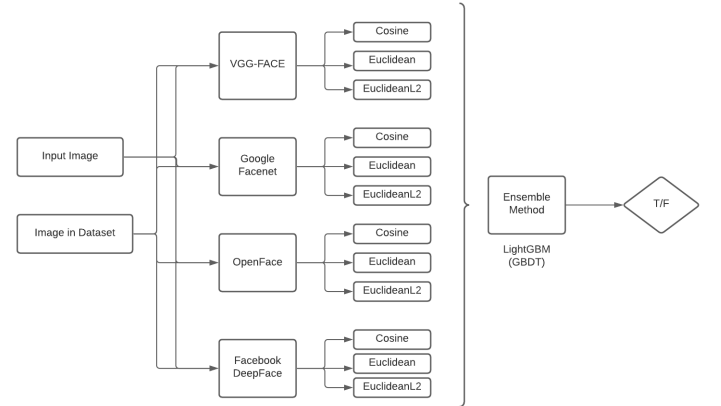 Cosine
VGG-FACE
Euclidean
EuclideanL2
Cosine
Input Image
Google
Facenet
Euclidean
EuclideanL2
Ensemble
Method
T/F
Image in Dataset
Cosine
LightGBM
(GBDT)
OpenFace
Euclidean
EuclideanL2
Cosine
Facebook
DeepFace
Euclidean
EuclideanL2